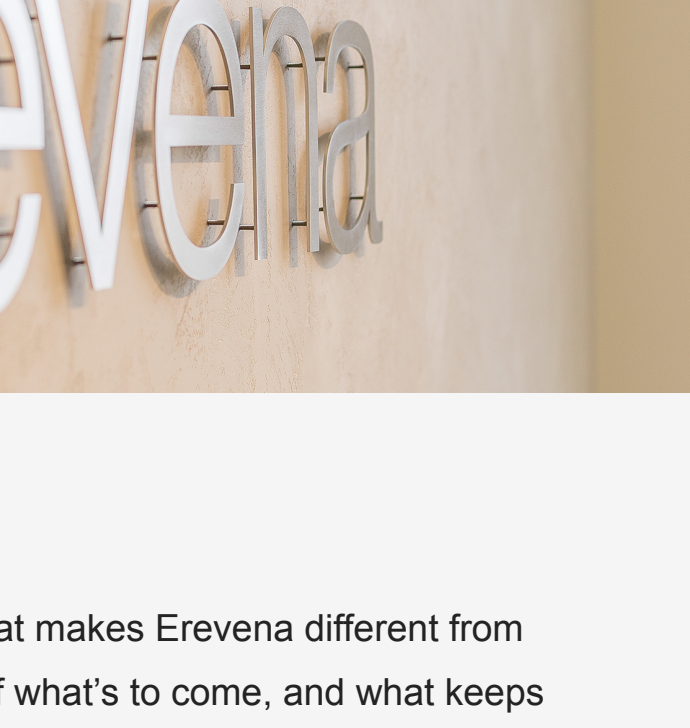 evena
at makes Erevena different from
f what’s to come, and what keeps